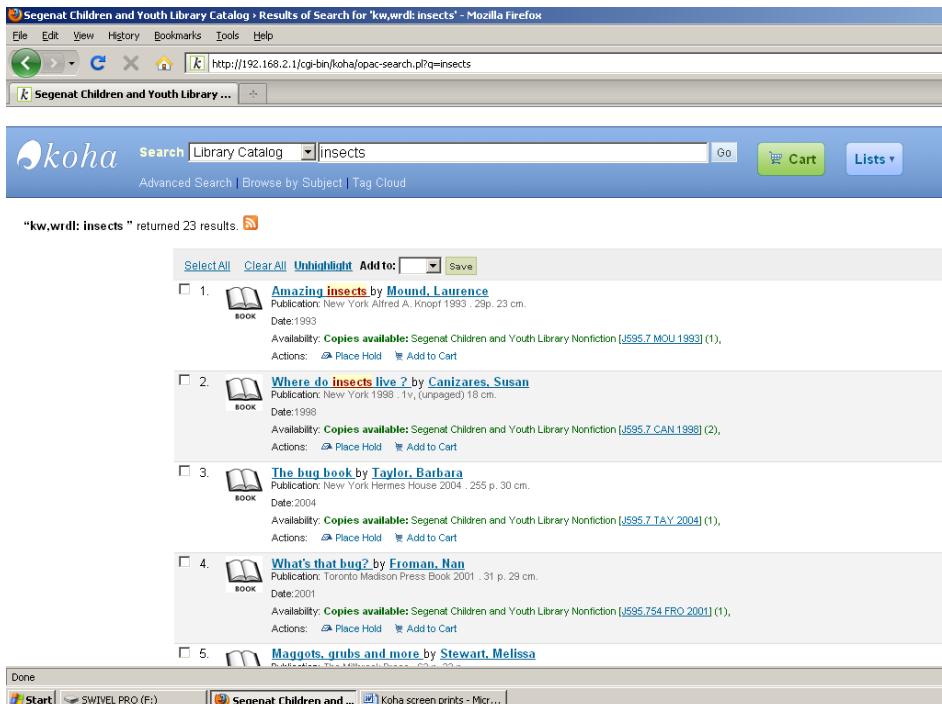 Segenat Children and Youth Library Catalog › Results of Search for 'kw,wrdl: insects' - Mozilla Firefox
File Edit View History Bookmarks Tools Help
k http://192.168.2.1/cgi-bin/koha/opac-search.pl?q=insects
k Segenat Children and Youth Library ...
koha Search Library Catalog insects Go Cart Lists
Advanced Search | Browse by Subject | Tag Cloud
“kw,wrdl: insects ” returned 23 results.
Select All Clear All Unhighlight Add to: Save
1. Amazing insects by Mound, Laurence
BOOK Publication: New York Alfred A. Knopf 1993 . 29p. 23 cm.
Date:1993
Availability: Copies available: Segenat Children and Youth Library Nonfiction [J595.7 MOU 1993] (1),
Actions: Place Hold Add to Cart
2. Where do insects live ? by Canizares, Susan
BOOK Publication: New York 1998 . 1v, (unpaged) 18 cm.
Date:1998
Availability: Copies available: Segenat Children and Youth Library Nonfiction [J595.7 CAN 1998] (2),
Actions: Place Hold Add to Cart
3. The bug book by Taylor, Barbara
BOOK Publication: New York Hermes House 2004 . 255 p. 30 cm.
Date:2004
Availability: Copies available: Segenat Children and Youth Library Nonfiction [J595.7 TAY 2004] (1),
Actions: Place Hold Add to Cart
4. What's that bug? by Froman, Nan
BOOK Publication: Toronto Madison Press Book 2001 . 31 p. 29 cm.
Date:2001
Availability: Copies available: Segenat Children and Youth Library Nonfiction [J595.754 FRO 2001] (1),
Actions: Place Hold Add to Cart
5. Maggots, grubs and more by Stewart, Melissa
Done
Start SWIVEL PRO (F:) Segenat Children and ... Koha screen prints - Micr...